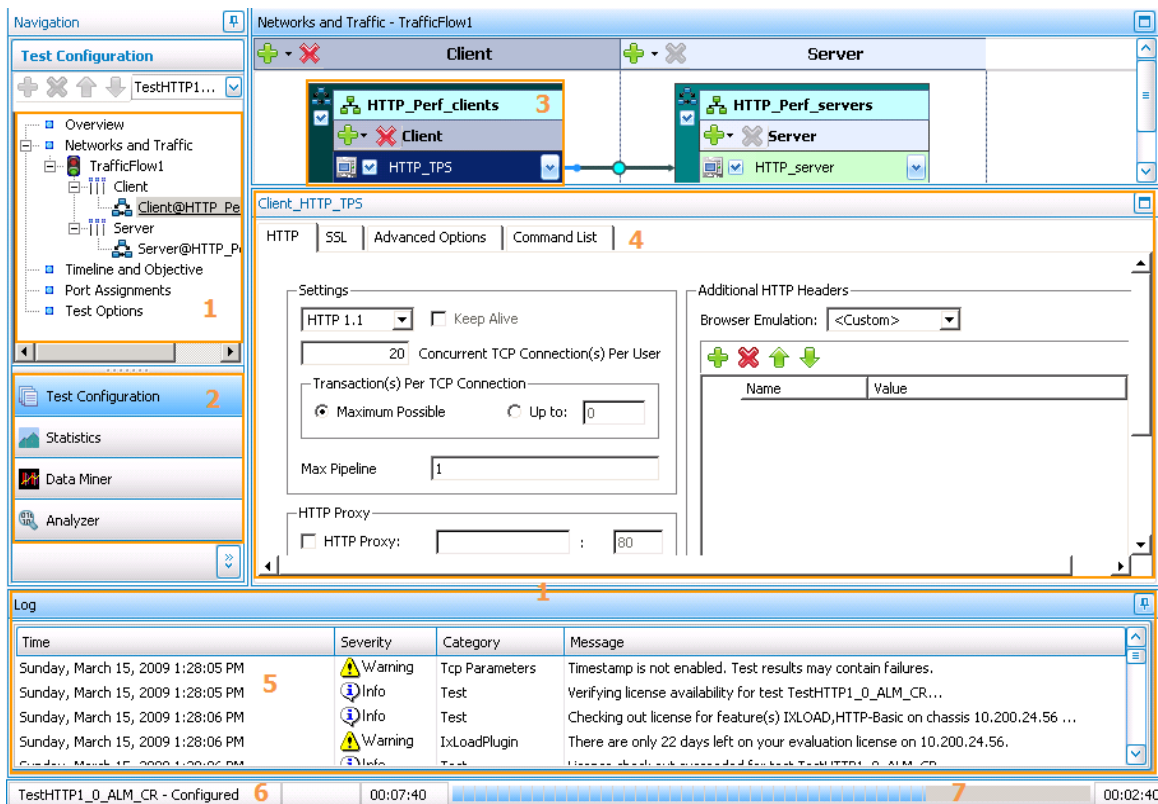 Navigation
Test Configuration
TestHTTP1...
Overview
Networks and Traffic
TrafficFlow1
Client
Client@HTTP_Pe
Server
Server@HTTP_P
Timeline and Objective
Port Assignments
Test Options
1
Test Configuration
2
Statistics
Data Miner
Analyzer
Networks and Traffic - TrafficFlow1
Client
Server
HTTP_Perf_clients
3
Client
HTTP_TPS
HTTP_Perf_servers
Server
HTTP_server
Client_HTTP_TPS
HTTP
SSL
Advanced Options
Command List
4
Settings
HTTP 1.1
Keep Alive
20 Concurrent TCP Connection(s) Per User
Transaction(s) Per TCP Connection
Maximum Possible
Up to: 0
Max Pipeline 1
HTTP Proxy
HTTP Proxy: : 80
Additional HTTP Headers
Browser Emulation: <Custom>
Name Value
1
Log
Time Severity Category Message
Sunday, March 15, 2009 1:28:05 PM Warning Tcp Parameters Timestamp is not enabled. Test results may contain failures.
5
Sunday, March 15, 2009 1:28:05 PM Info Test Verifying license availability for test TestHTTP1_0_ALM_CR...
Sunday, March 15, 2009 1:28:06 PM Info Test Checking out license for feature(s) IXLOAD,HTTP-Basic on chassis 10.200.24.56 ...
Sunday, March 15, 2009 1:28:06 PM Warning IxLoadPlugin There are only 22 days left on your evaluation license on 10.200.24.56.
TestHTTP1_0_ALM_CR - Configured 6 00:07:40 7 00:02:40